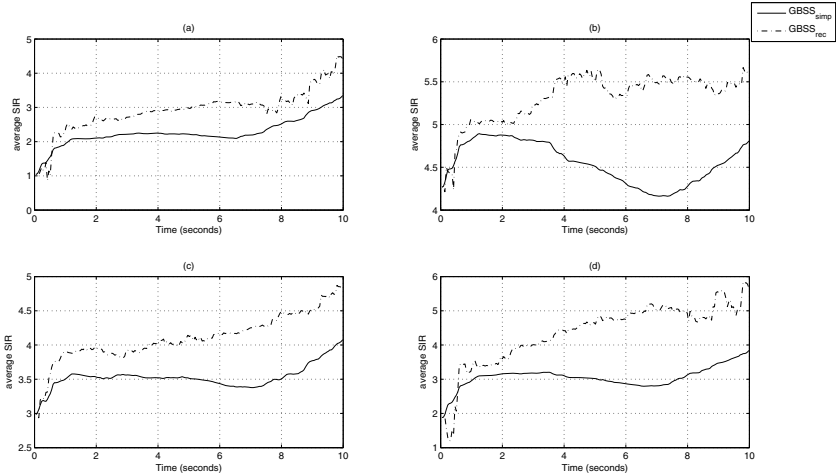 GBSS_simp
GBSS_rec
(a)
5
4
3
2
1
0
average SIR
0 2 4 6 8 10
Time (seconds)
(b)
6
5.5
5
4.5
4
average SIR
0 2 4 6 8 10
Time (seconds)
(c)
5
4.5
4
3.5
3
2.5
average SIR
0 2 4 6 8 10
Time (seconds)
(d)
6
5
4
3
2
1
average SIR
0 2 4 6 8 10
Time (seconds)